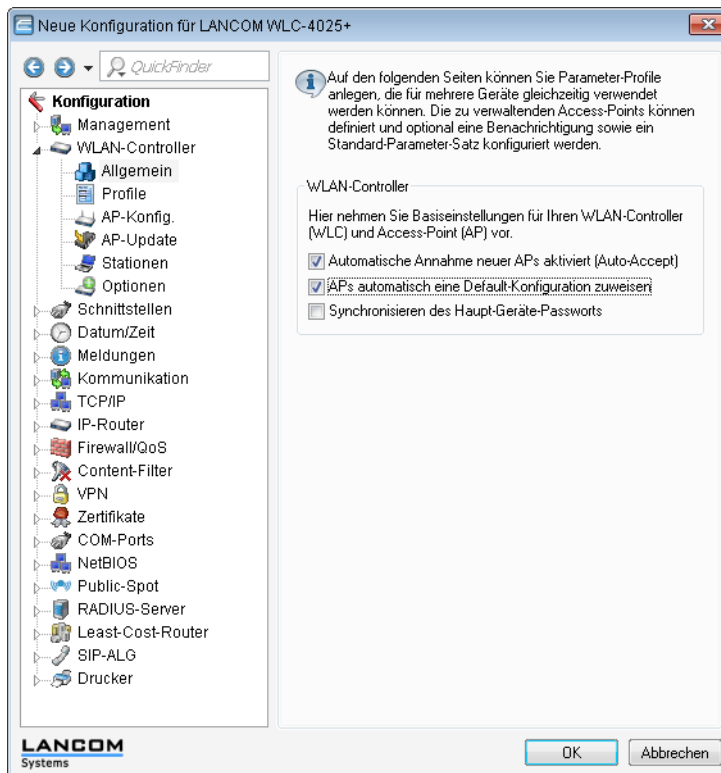 Neue Konfiguration für LANCOM WLC-4025+
QuickFinder
Konfiguration
Management
WLAN-Controller
Allgemein
Profile
AP-Konfig.
AP-Update
Stationen
Optionen
Schnittstellen
Datum/Zeit
Meldungen
Kommunikation
TCP/IP
IP-Router
Firewall/QoS
Content-Filter
VPN
Zertifikate
COM-Ports
NetBIOS
Public-Spot
RADIUS-Server
Least-Cost-Router
SIP-ALG
Drucker
Auf den folgenden Seiten können Sie Parameter-Profile
anlegen, die für mehrere Geräte gleichzeitig verwendet
werden können. Die zu verwaltenden Access-Points können
definiert und optional eine Benachrichtigung sowie ein
Standard-Parameter-Satz konfiguriert werden.
WLAN-Controller
Hier nehmen Sie Basiseinstellungen für Ihren WLAN-Controller
(WLC) und Access-Point (AP) vor.
Automatische Annahme neuer APs aktiviert (Auto-Accept)
APs automatisch eine Default-Konfiguration zuweisen
Synchronisieren des Haupt-Geräte-Passworts
LANCOM
Systems
OK
Abbrechen